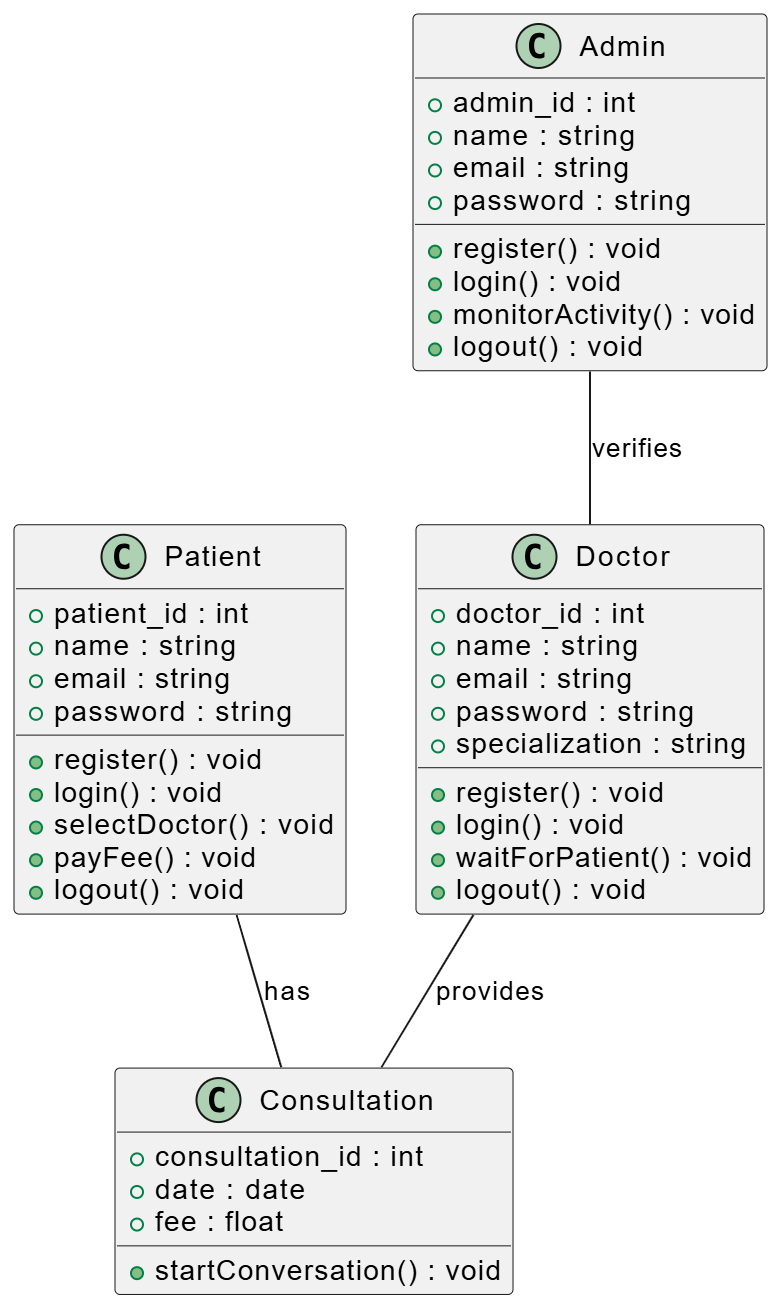 C Admin
admin_id : int
name : string
email : string
password : string
register() : void
login() : void
monitorActivity() : void
logout() : void
verifies
C Patient
patient_id : int
name : string
email : string
password : string
register() : void
login() : void
selectDoctor() : void
payFee() : void
logout() : void
C Doctor
doctor_id : int
name : string
email : string
password : string
specialization : string
register() : void
login() : void
waitForPatient() : void
logout() : void
has
provides
C Consultation
consultation_id : int
date : date
fee : float
startConversation() : void